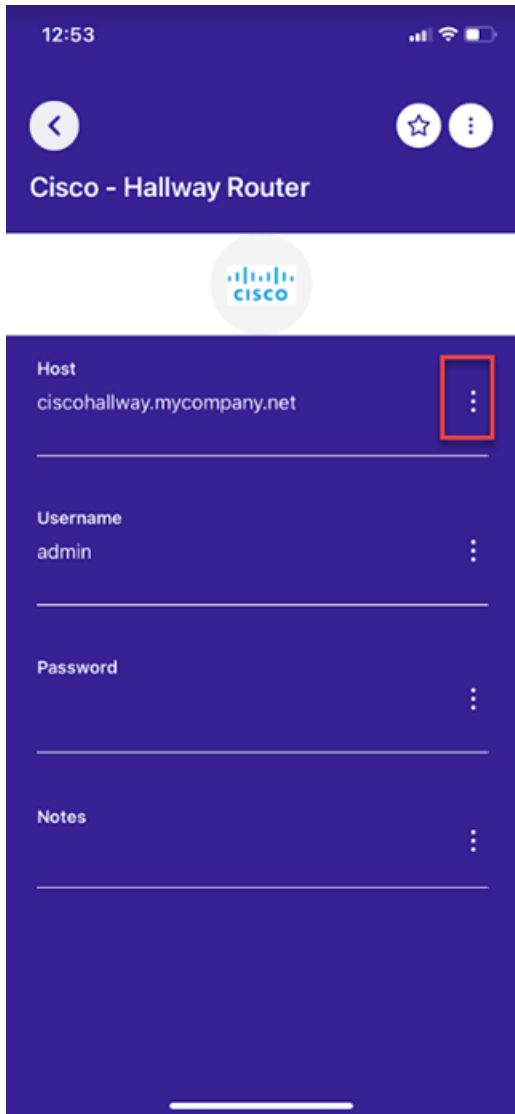 12:53
Cisco - Hallway Router
CISCO
Host
ciscohallway.mycompany.net
Username
admin
Password
Notes